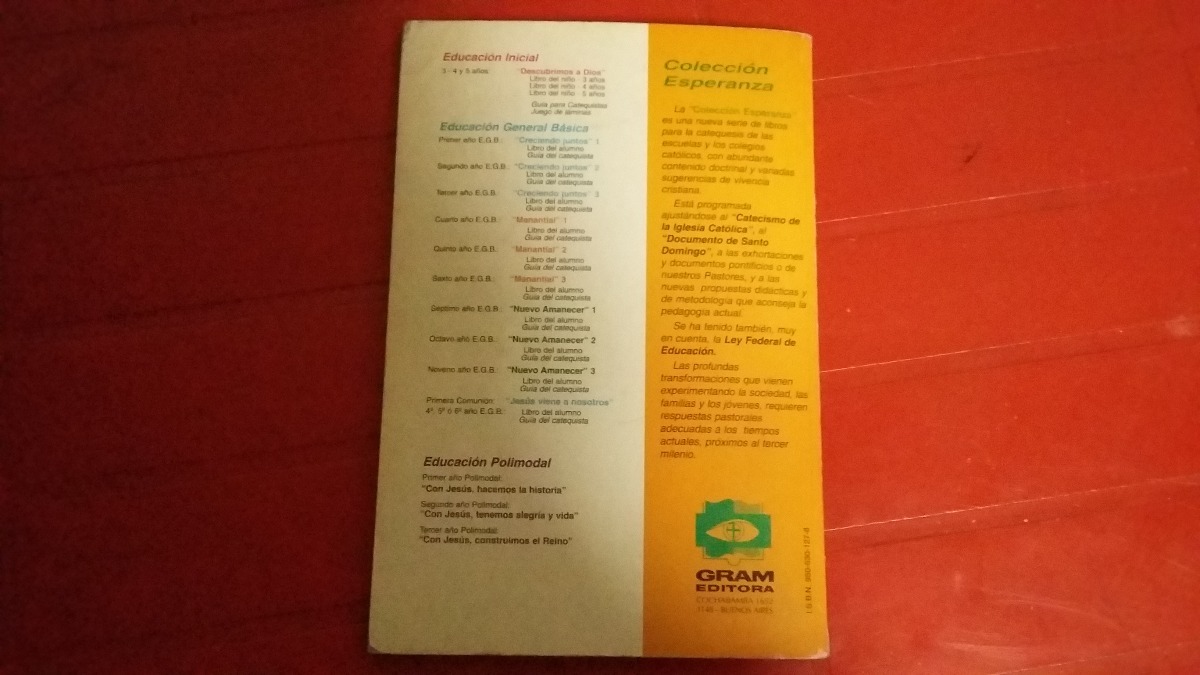 Educación Inicial
3 - 4 y 5 años: "Descubrimos a Dios"
Libro del niño - 3 años
Libro del niño - 4 años
Libro del niño - 5 años
Guía para Catequistas
Juego de láminas
Educación General Básica
Primer año E.G.B.: "Creciendo juntos" 1
Libro del alumno
Guía del catequista
Segundo año E.G.B.: "Creciendo juntos" 2
Libro del alumno
Guía del catequista
Tercer año E.G.B. "Creciendo juntos" 3
Libro del alumno
Guía del catequista
Cuarto año E.G.B.: "Manantial" 1
Libro del alumno
Guía del catequista
Quinto año E.G.B.: "Manantial" 2
Libro del alumno
Guía del catequista
Sexto año E.G.B.: "Manantial" 3
Libro del alumno
Guía del catequista
Séptimo año E.G.B.: "Nuevo Amanecer" 1
Libro del alumno
Guía del catequista
Octavo año E.G.B. "Nuevo Amanecer" 2
Libro del alumno
Guía del catequista
Noveno año E.G.B. "Nuevo Amanecer" 3
Libro del alumno
Guía del catequista
Primera Comunión: "Jesús viene a nosotros"
4º, 5º o 6º año E.G.B.: Libro del alumno
Guía del catequista
Educación Polimodal
Primer año Polimodal:
"Con Jesús, hacemos la historia"
Segundo año Polimodal:
"Con Jesús, tenemos alegría y vida"
Tercer año Polimodal:
"Con Jesús, construimos el Reino"
Colección
Esperanza
La "Colección Esperanza"
es una nueva serie de libros
para la catequesis de las
escuelas y los colegios
católicos, con abundante
contenido doctrinal y variadas
sugerencias de vivencia
cristiana.
Está programada
ajustándose al "Catecismo de
la Iglesia Católica", al
"Documento de Santo
Domingo", a las exhortaciones
y documentos pontificios o de
nuestros Pastores, y a las
nuevas propuestas didácticas y
de metodología que aconseja la
pedagogía actual.
Se ha tenido también, muy
en cuenta, la Ley Federal de
Educación.
Las profundas
transformaciones que vienen
experimentando la sociedad, las
familias y los jóvenes, requieren
respuestas pastorales
adecuadas a los tiempos
actuales, próximos al tercer
milenio.
GRAM
EDITORA
COCHABAMBA 1652
1148 - BUENOS AIRES
I.S.B.N. 950-530-127-8